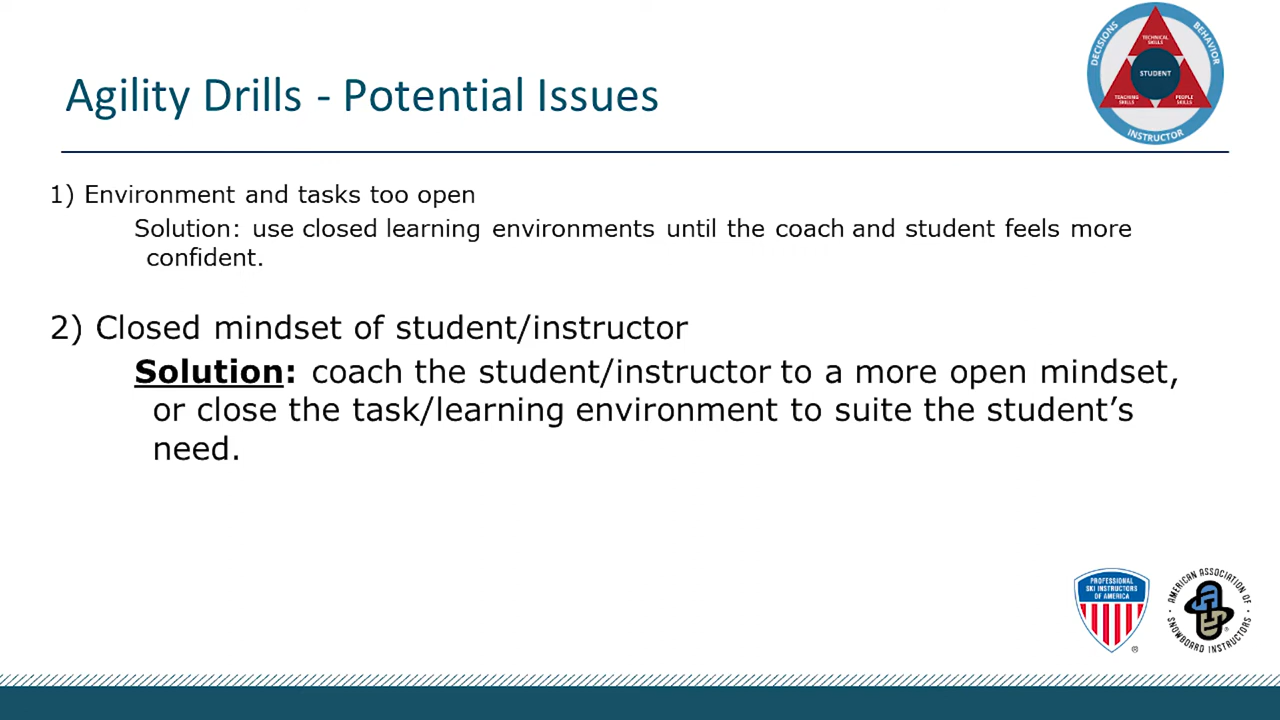 DECISIONS
BEHAVIOR
TECHNICAL
SKILLS
STUDENT
TEACHING
SKILLS
PEOPLE
SKILLS
INSTRUCTOR
Agility Drills - Potential Issues
1) Environment and tasks too open
Solution: use closed learning environments until the coach and student feels more
confident.
2) Closed mindset of student/instructor
Solution: coach the student/instructor to a more open mindset,
or close the task/learning environment to suite the student’s
need.
PROFESSIONAL
SKI INSTRUCTORS
OF AMERICA
®
AMERICAN ASSOCIATION OF
SNOWBOARD INSTRUCTORS
®